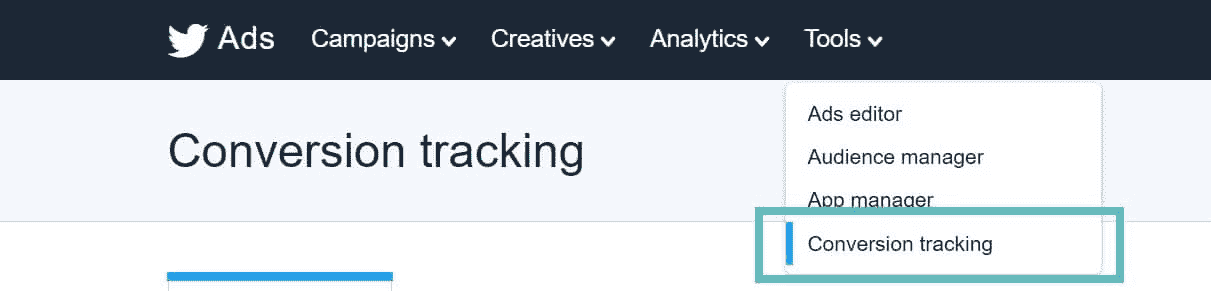 Ads Campaigns Creatives Analytics Tools
Conversion tracking
Ads editor
Audience manager
App manager
Conversion tracking